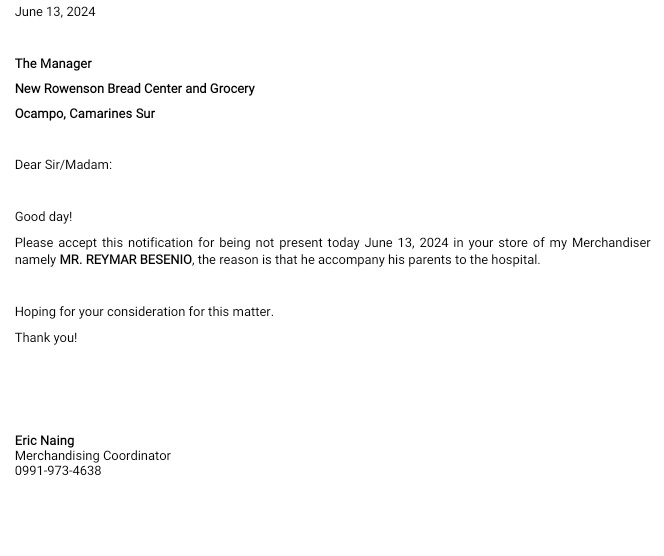 June 13, 2024
The Manager
New Rowenson Bread Center and Grocery
Ocampo, Camarines Sur
Dear Sir/Madam:
Good day!
Please accept this notification for being not present today June 13, 2024 in your store of my Merchandiser
namely MR. REYMAR BESENIO, the reason is that he accompany his parents to the hospital.
Hoping for your consideration for this matter.
Thank you!
Eric Naing
Merchandising Coordinator
0991-973-4638